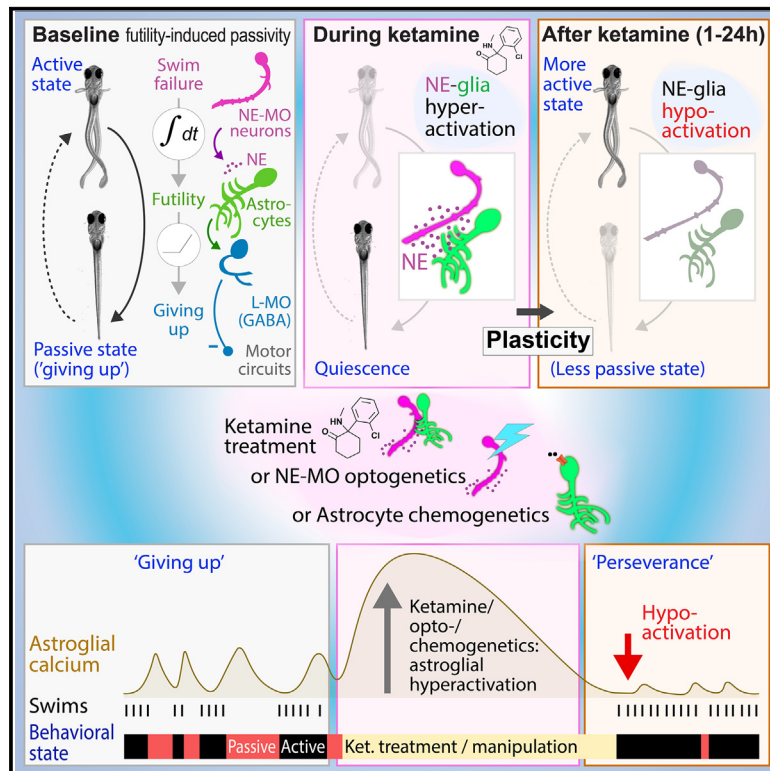 Baseline futility-induced passivity
Active state
Swim failure
NE-MO neurons
∫ dt
NE
Futility
Astro-
cytes
Giving up
L-MO (GABA)
Motor circuits
Passive state
('giving up')
During ketamine
HN
O
Cl
NE-glia
hyper-
activation
NE
Quiescence
After ketamine (1-24h)
More active state
NE-glia
hypo-
activation
Plasticity
(Less passive state)
Ketamine treatment
HN
O
Cl
or NE-MO optogenetics
or Astrocyte chemogenetics
'Giving up'
'Perseverance'
Astroglial calcium
Ketamine/
opto-/
chemogenetics:
astroglial
hyperactivation
Hypo-
activation
Swims
Behavioral state
Passive
Active
Ket. treatment / manipulation